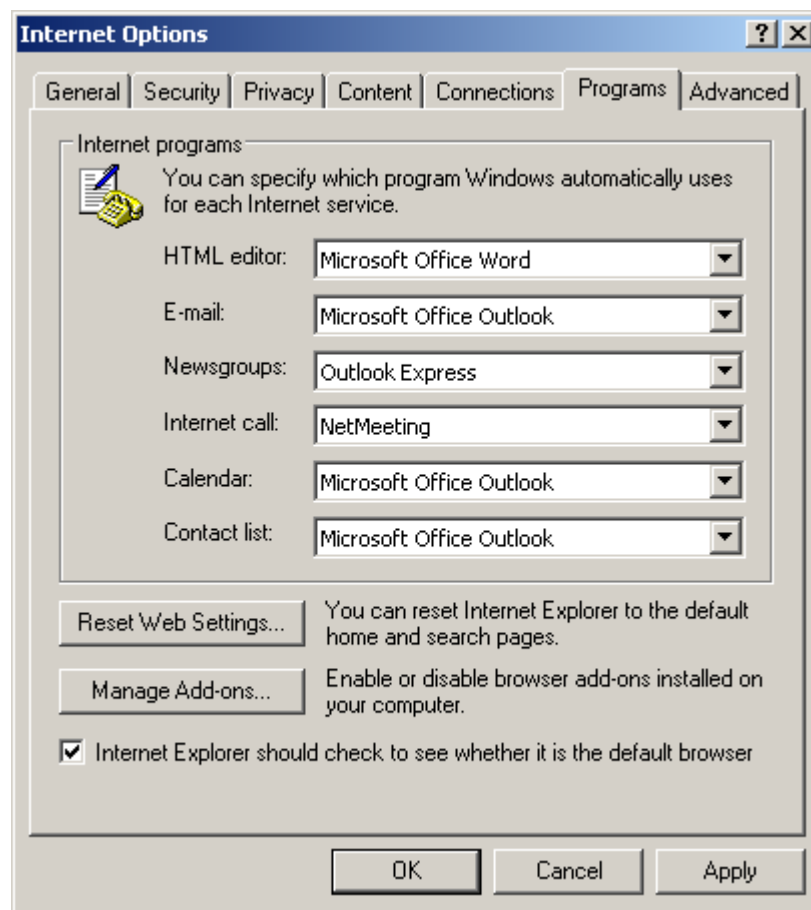 Internet Options
General Security Privacy Content Connections Programs Advanced
Internet programs
You can specify which program Windows automatically uses
for each Internet service.
HTML editor: Microsoft Office Word
E-mail: Microsoft Office Outlook
Newsgroups: Outlook Express
Internet call: NetMeeting
Calendar: Microsoft Office Outlook
Contact list: Microsoft Office Outlook
Reset Web Settings...
You can reset Internet Explorer to the default
home and search pages.
Manage Add-ons...
Enable or disable browser add-ons installed on
your computer.
Internet Explorer should check to see whether it is the default browser
OK Cancel Apply